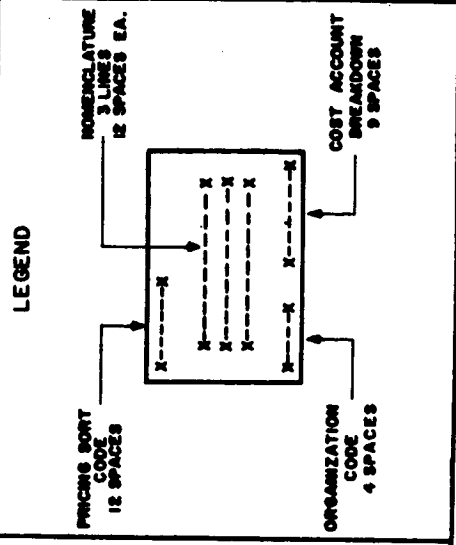 LEGEND
PRICING SORT
CODE
12 SPACES
NOMENCLATURE
3 LINES
12 SPACES EA.
X------X
X-----------X
X-----------X
X-----------X
X---X
X------X
ORGANIZATION
CODE
4 SPACES
COST ACCOUNT
BREAKDOWN
9 SPACES